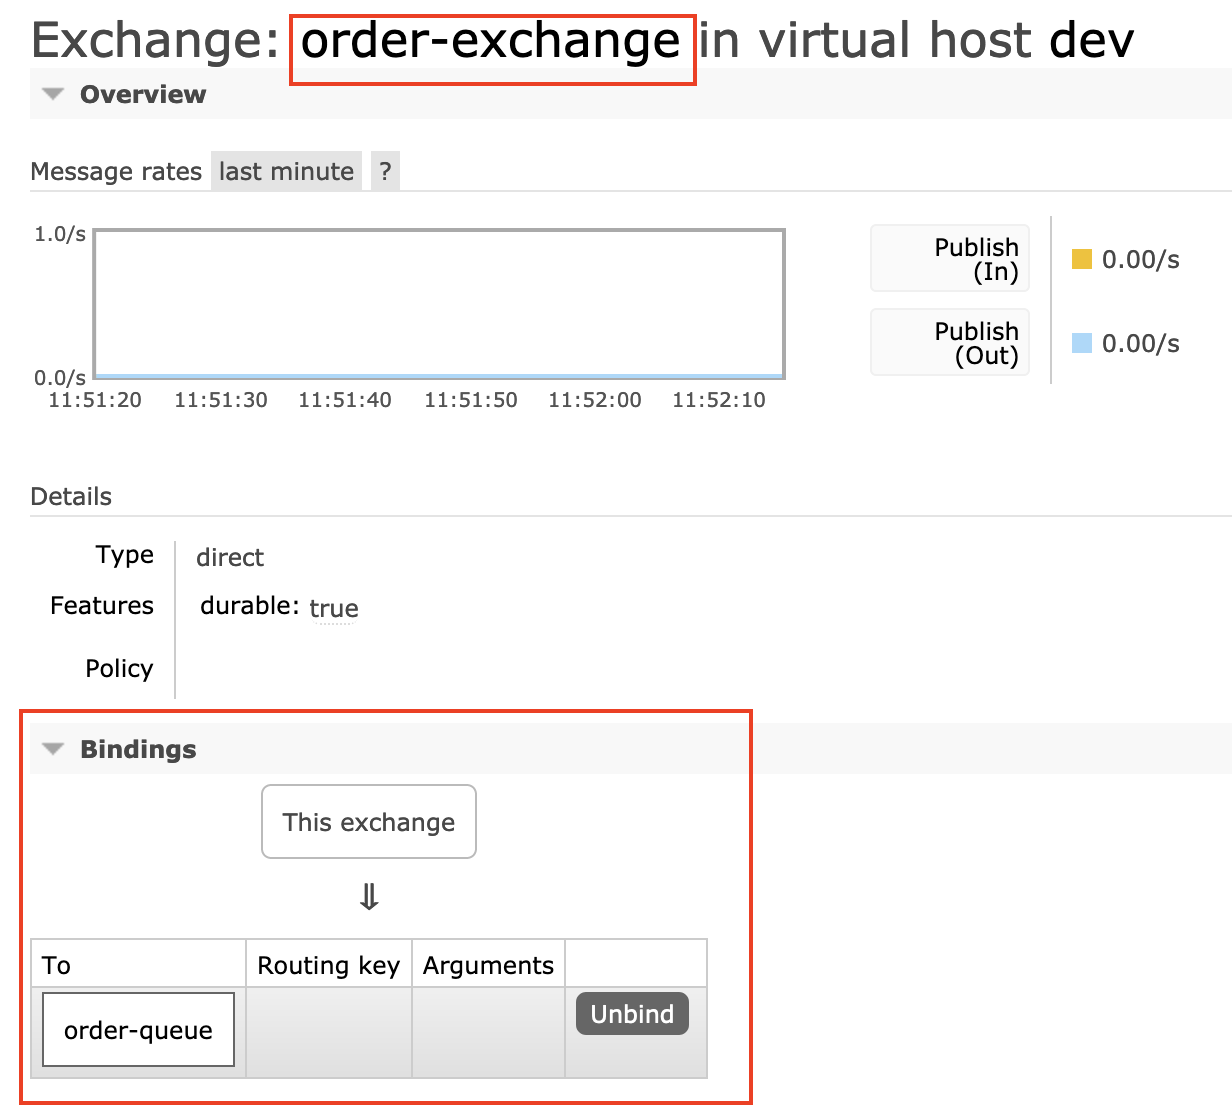 Exchange: order-exchange in virtual host dev
Overview
Message rates last minute ?
1.0/s
0.0/s
11:51:20 11:51:30 11:51:40 11:51:50 11:52:00 11:52:10
Publish
(In)
0.00/s
Publish
(Out)
0.00/s
Details
Type direct
Features durable: true
Policy
Bindings
This exchange
⇓
To Routing key Arguments
order-queue Unbind